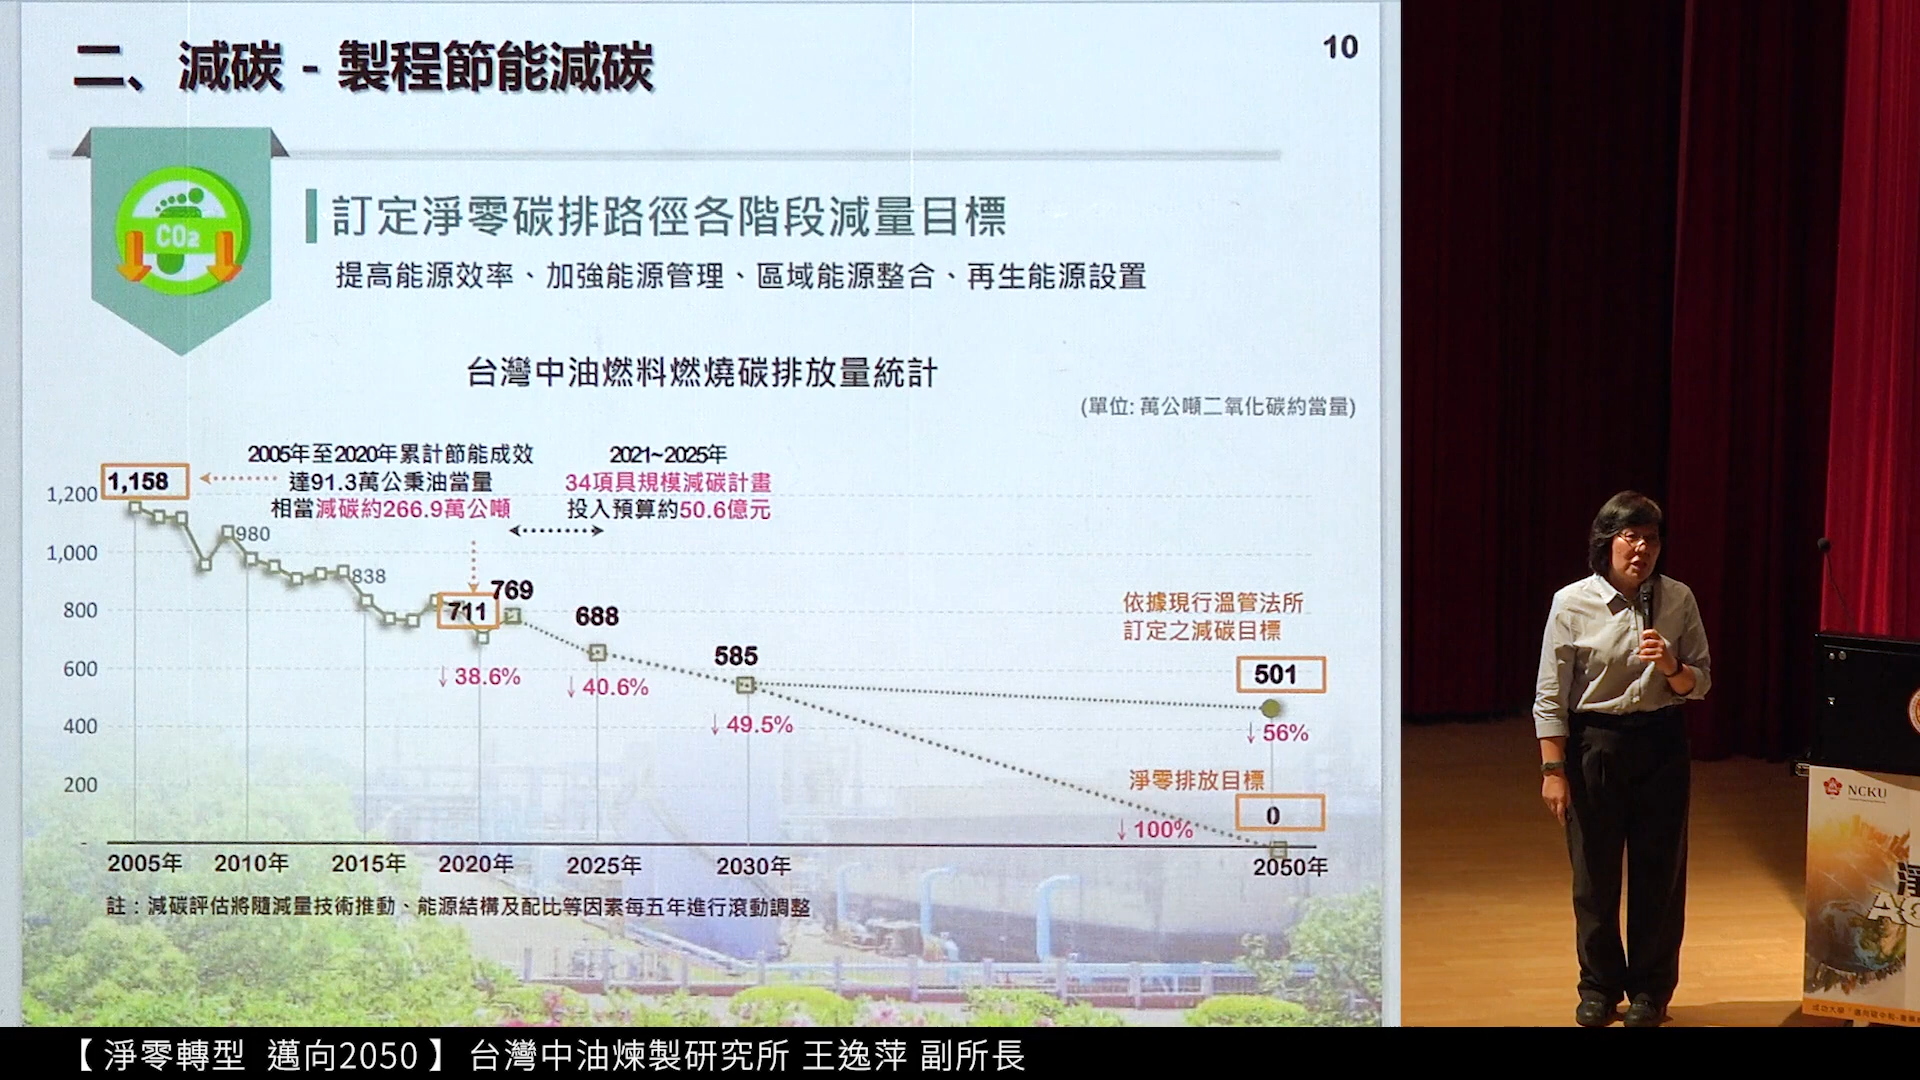 二、減碳 - 製程節能減碳
10
CO₂
訂定淨零碳排路徑各階段減量目標
提高能源效率、加強能源管理、區域能源整合、再生能源設置
台灣中油燃料燃燒碳排放量統計
(單位: 萬公噸二氧化碳約當量)
2005年至2020年累計節能成效
達91.3萬公秉油當量
相當減碳約266.9萬公噸
2021~2025年
34項具規模減碳計畫
投入預算約50.6億元
1,158
1,200
1,000
800
600
400
200
-
980
838
711
769
688
585
↓38.6%
↓40.6%
↓49.5%
依據現行溫管法所
訂定之減碳目標
501
↓56%
淨零排放目標
0
↓100%
2005年 2010年 2015年 2020年 2025年 2030年 2050年
註：減碳評估將隨減量技術推動、能源結構及配比等因素每五年進行滾動調整
NCKU
【 淨零轉型 邁向2050 】 台灣中油煉製研究所 王逸萍 副所長